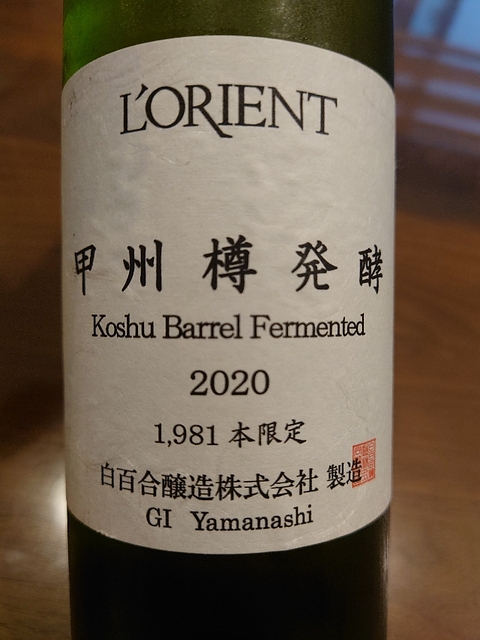 L'ORIENT
甲州 樽 発酵
Koshu Barrel Fermented
2020
1,981 本限定
白百合醸造株式会社 製造
GI Yamanashi